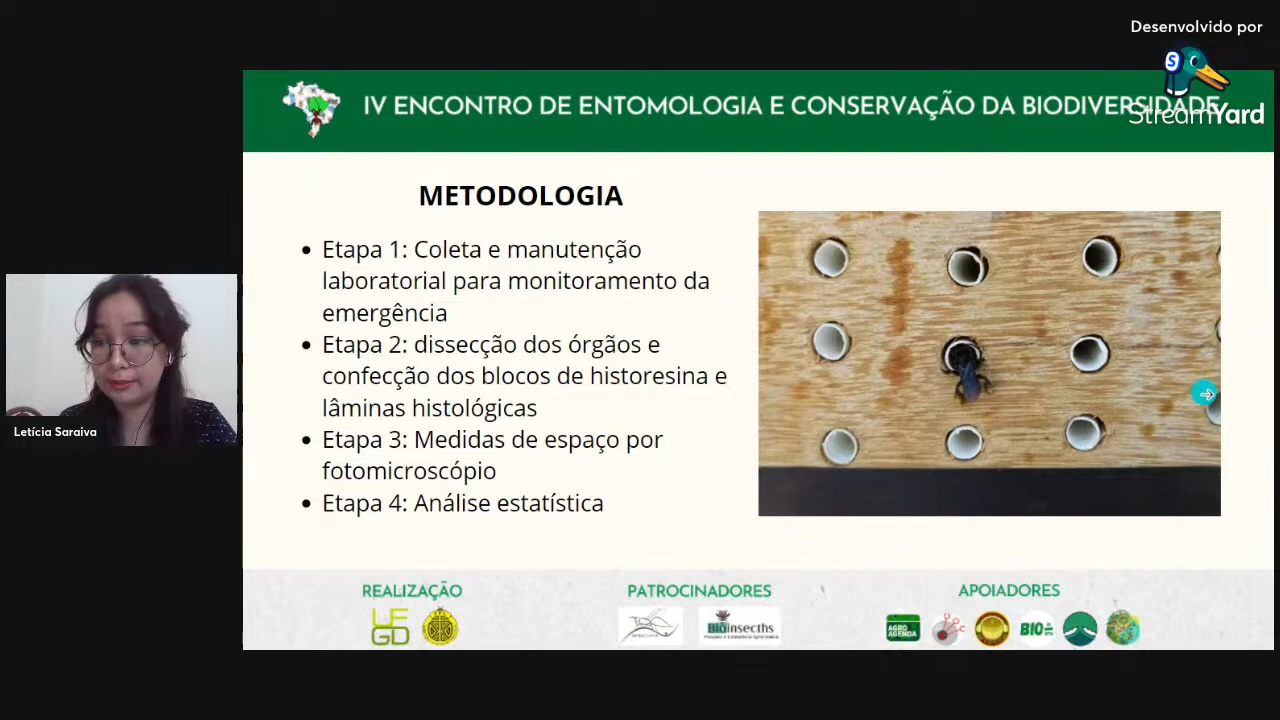 Desenvolvido por
StreamYard
IV ENCONTRO DE ENTOMOLOGIA E CONSERVAÇÃO DA BIODIVERSIDADE
METODOLOGIA
• Etapa 1: Coleta e manutenção
laboratorial para monitoramento da
emergência
• Etapa 2: dissecção dos órgãos e
confecção dos blocos de historesina e
lâminas histológicas
• Etapa 3: Medidas de espaço por
fotomicroscópio
• Etapa 4: Análise estatística
Letícia Saraiva
REALIZAÇÃO
PATROCINADORES
APOIADORES
UFGD
Bioinsecths
AGRO
AGENDA
BIO